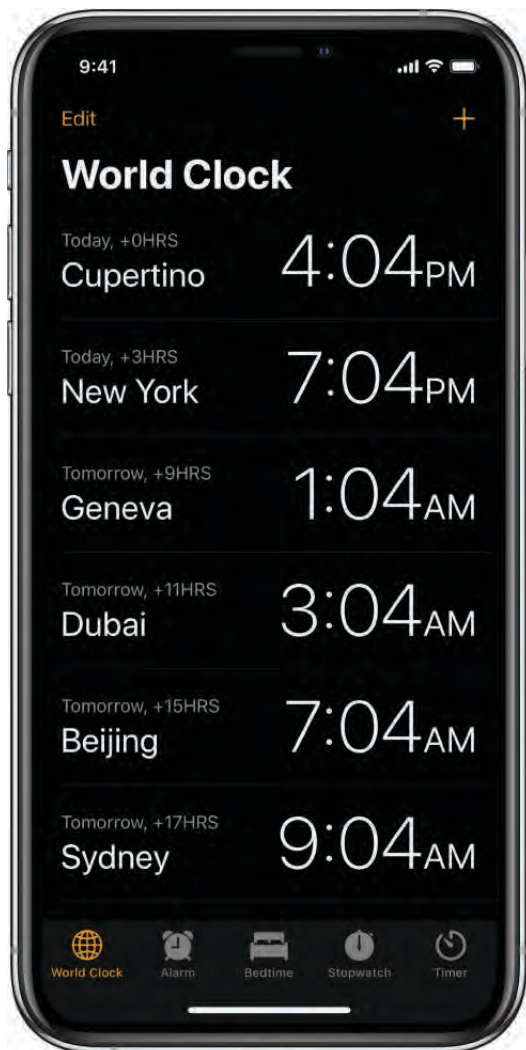 9:41
Edit
World Clock
Today, +0HRS
Cupertino 4:04PM
Today, +3HRS
New York 7:04PM
Tomorrow, +9HRS
Geneva 1:04AM
Tomorrow, +11HRS
Dubai 3:04AM
Tomorrow, +15HRS
Beijing 7:04AM
Tomorrow, +17HRS
Sydney 9:04AM
World Clock Alarm Bedtime Stopwatch Timer